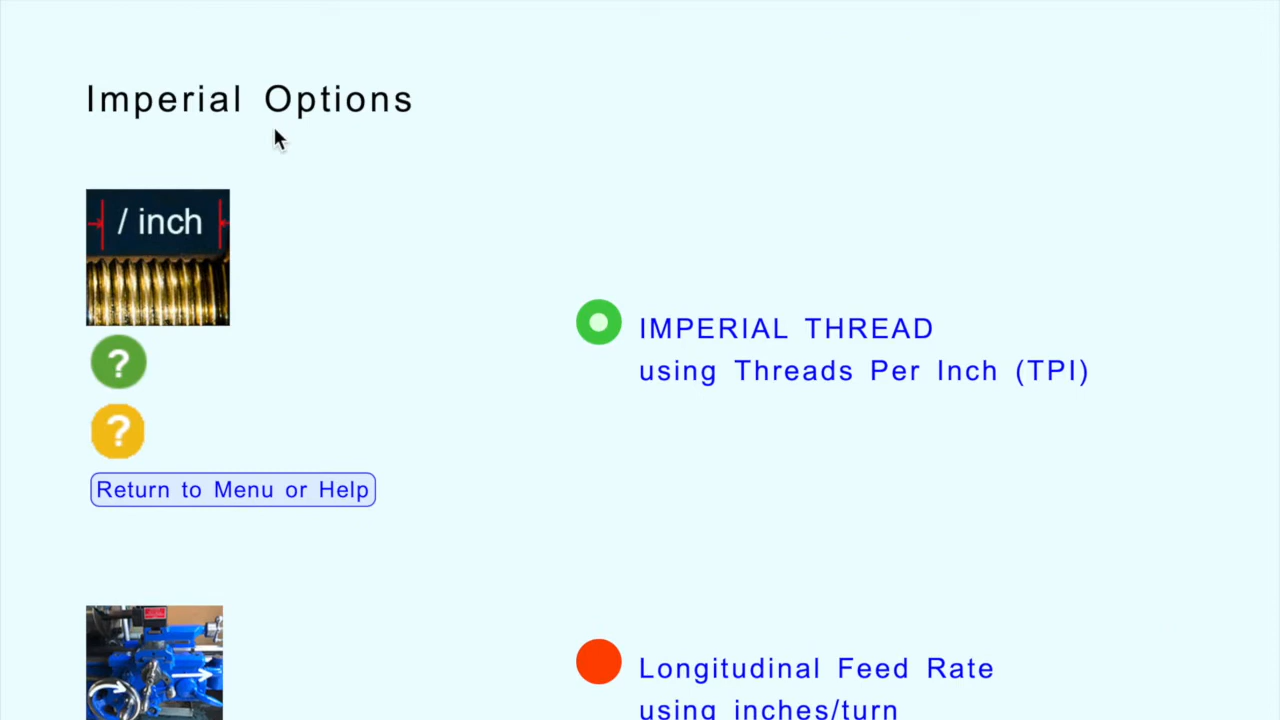 Imperial Options
/ inch
IMPERIAL THREAD
using Threads Per Inch (TPI)
?
?
Return to Menu or Help
Longitudinal Feed Rate
using inches/turn